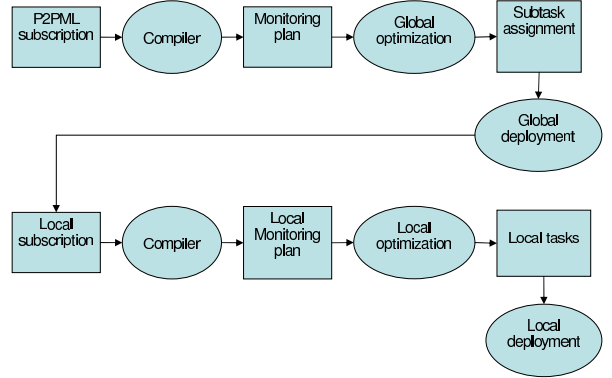 P2PML
subscription
Compiler
Monitoring
plan
Global
optimization
Subtask
assignment
Global
deployment
Local
subscription
Compiler
Local
Monitoring
plan
Local
optimization
Local tasks
Local
deployment